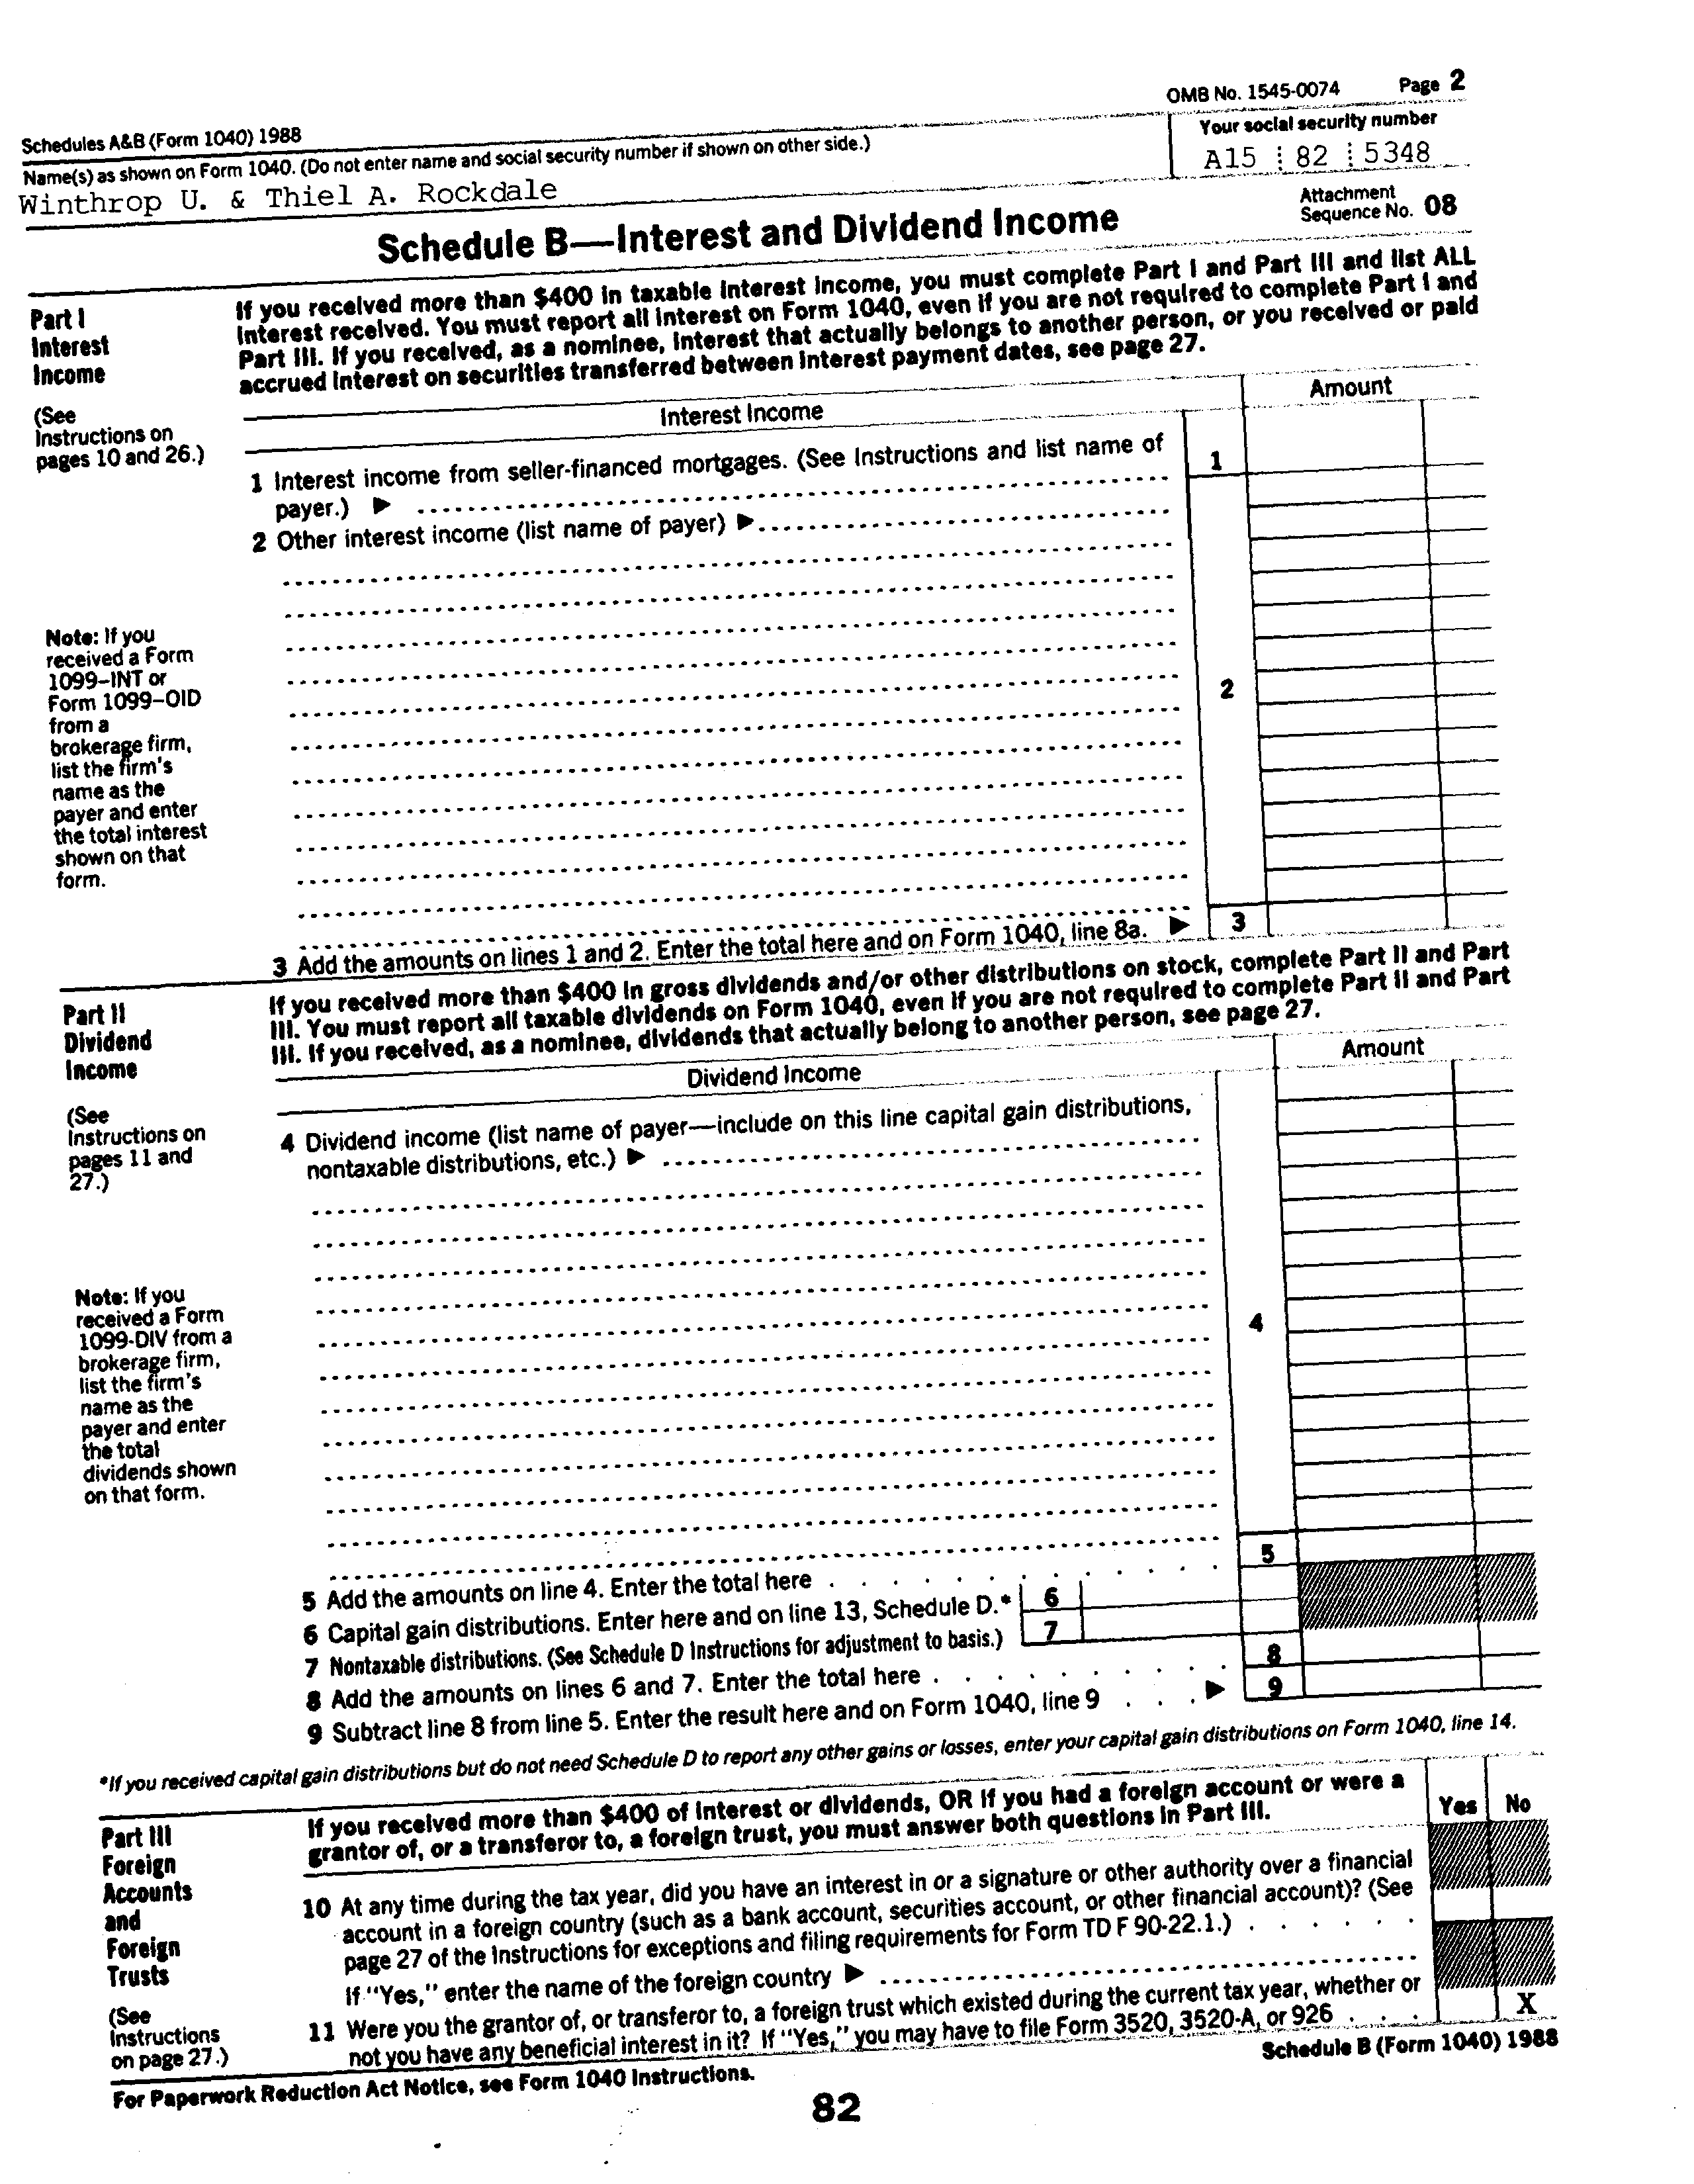 OMB No. 1545-0074 Page 2
Schedules A&B (Form 1040) 1988
Name(s) as shown on Form 1040. (Do not enter name and social security number if shown on other side.)
Your social security number
Winthrop U. & Thiel A. Rockdale
A15 82 5348
Schedule B—Interest and Dividend Income
Attachment
Sequence No. 08
Part I
Interest
Income
(See
Instructions on
pages 10 and 26.)
If you received more than $400 in taxable interest income, you must complete Part I and Part III and list ALL
interest received. You must report all interest on Form 1040, even if you are not required to complete Part I and
Part III. If you received, as a nominee, interest that actually belongs to another person, or you received or paid
accrued interest on securities transferred between interest payment dates, see page 27.
Interest Income
Amount
1 Interest income from seller-financed mortgages. (See Instructions and list name of
payer.) ▶
1
2 Other interest income (list name of payer) ▶
Note: If you
received a Form
1099–INT or
Form 1099–OID
from a
brokerage firm,
list the firm's
name as the
payer and enter
the total interest
shown on that
form.
2
3 Add the amounts on lines 1 and 2. Enter the total here and on Form 1040, line 8a. ▶
3
Part II
Dividend
Income
(See
Instructions on
pages 11 and
27.)
If you received more than $400 in gross dividends and/or other distributions on stock, complete Part II and Part
III. You must report all taxable dividends on Form 1040, even if you are not required to complete Part II and Part
III. If you received, as a nominee, dividends that actually belong to another person, see page 27.
Dividend Income
Amount
4 Dividend income (list name of payer—include on this line capital gain distributions,
nontaxable distributions, etc.) ▶
Note: If you
received a Form
1099-DIV from a
brokerage firm,
list the firm's
name as the
payer and enter
the total
dividends shown
on that form.
4
5 Add the amounts on line 4. Enter the total here
5
6 Capital gain distributions. Enter here and on line 13, Schedule D.*
6
7 Nontaxable distributions. (See Schedule D Instructions for adjustment to basis.)
7
8 Add the amounts on lines 6 and 7. Enter the total here
8
9 Subtract line 8 from line 5. Enter the result here and on Form 1040, line 9 ▶
9
*If you received capital gain distributions but do not need Schedule D to report any other gains or losses, enter your capital gain distributions on Form 1040, line 14.
Part III
Foreign
Accounts
and
Foreign
Trusts
(See
Instructions
on page 27.)
If you received more than $400 of interest or dividends, OR if you had a foreign account or were a
grantor of, or a transferor to, a foreign trust, you must answer both questions in Part III.
Yes No
10 At any time during the tax year, did you have an interest in or a signature or other authority over a financial
account in a foreign country (such as a bank account, securities account, or other financial account)? (See
page 27 of the Instructions for exceptions and filing requirements for Form TD F 90-22.1.)
If "Yes," enter the name of the foreign country ▶
11 Were you the grantor of, or transferor to, a foreign trust which existed during the current tax year, whether or
not you have any beneficial interest in it? If "Yes," you may have to file Form 3520, 3520-A, or 926
X
For Paperwork Reduction Act Notice, see Form 1040 Instructions.
Schedule B (Form 1040) 1988
82